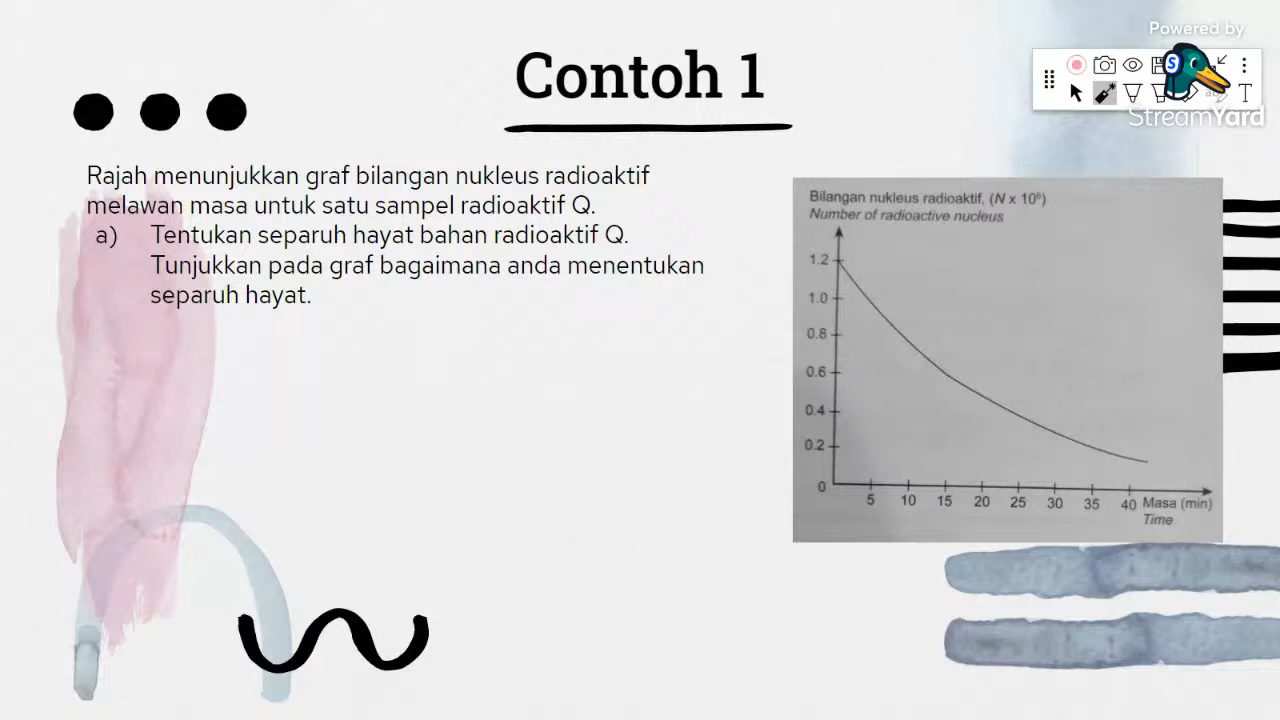 Powered by
StreamYard
Contoh 1
Rajah menunjukkan graf bilangan nukleus radioaktif
melawan masa untuk satu sampel radioaktif Q.
a) Tentukan separuh hayat bahan radioaktif Q.
Tunjukkan pada graf bagaimana anda menentukan
separuh hayat.
Bilangan nukleus radioaktif, (N x 10⁶)
Number of radioactive nucleus
1.2
1.0
0.8
0.6
0.4
0.2
0
5 10 15 20 25 30 35 40 Masa (min)
Time